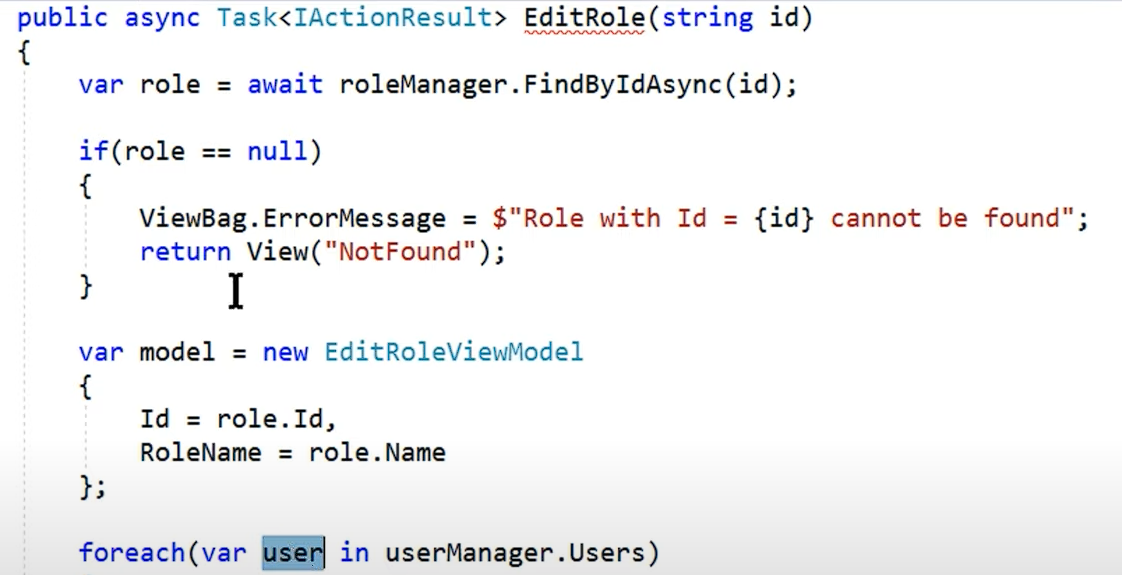 public async Task<IActionResult> EditRole(string id)
{
var role = await roleManager.FindByIdAsync(id);
if(role == null)
{
ViewBag.ErrorMessage = $"Role with Id = {id} cannot be found";
return View("NotFound");
}
var model = new EditRoleViewModel
{
Id = role.Id,
RoleName = role.Name
};
foreach(var user in userManager.Users)